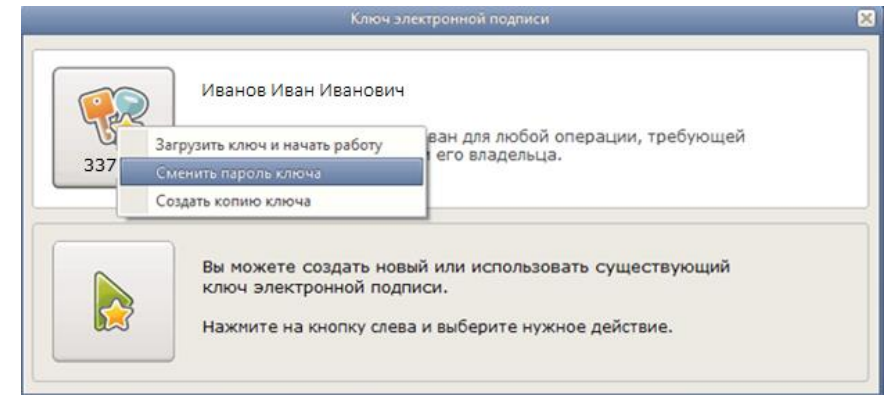 Ключ электронной подписи
Иванов Иван Иванович
ван для любой операции, требующей
его владельца.
337
Загрузить ключ и начать работу
Сменить пароль ключа
Создать копию ключа
Вы можете создать новый или использовать существующий
ключ электронной подписи.
Нажмите на кнопку слева и выберите нужное действие.